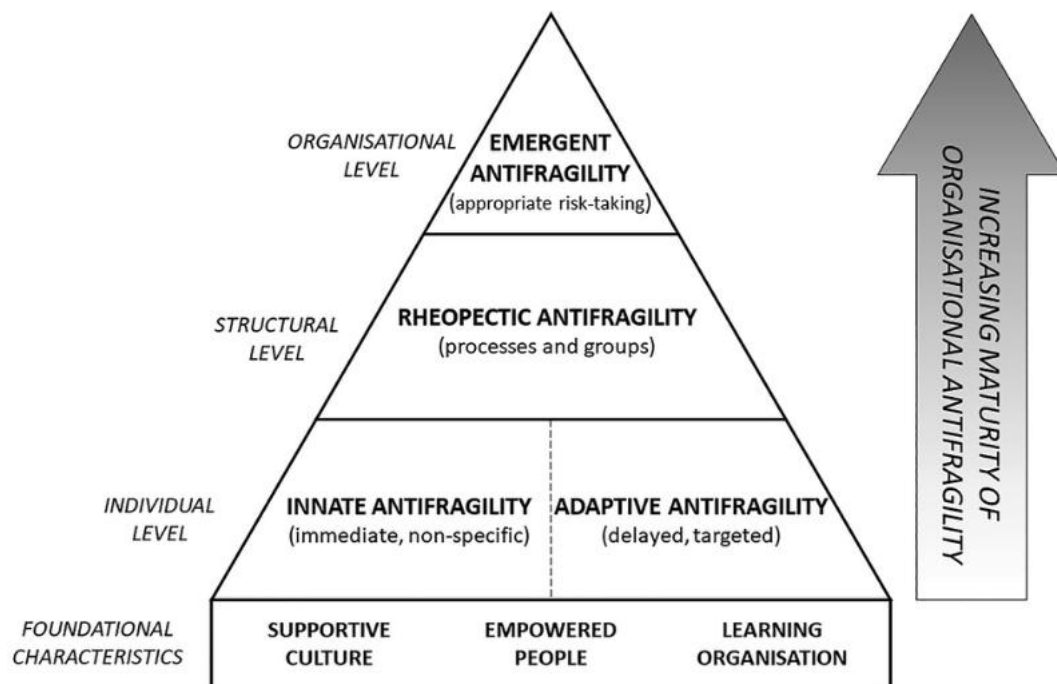 ORGANISATIONAL
LEVEL
EMERGENT
ANTIFRAGILITY
(appropriate risk-taking)
STRUCTURAL
LEVEL
RHEOPECTIC ANTIFRAGILITY
(processes and groups)
INDIVIDUAL
LEVEL
INNATE ANTIFRAGILITY
(immediate, non-specific)
ADAPTIVE ANTIFRAGILITY
(delayed, targeted)
FOUNDATIONAL
CHARACTERISTICS
SUPPORTIVE
CULTURE
EMPOWERED
PEOPLE
LEARNING
ORGANISATION
INCREASING MATURITY OF
ORGANISATIONAL ANTIFRAGILITY